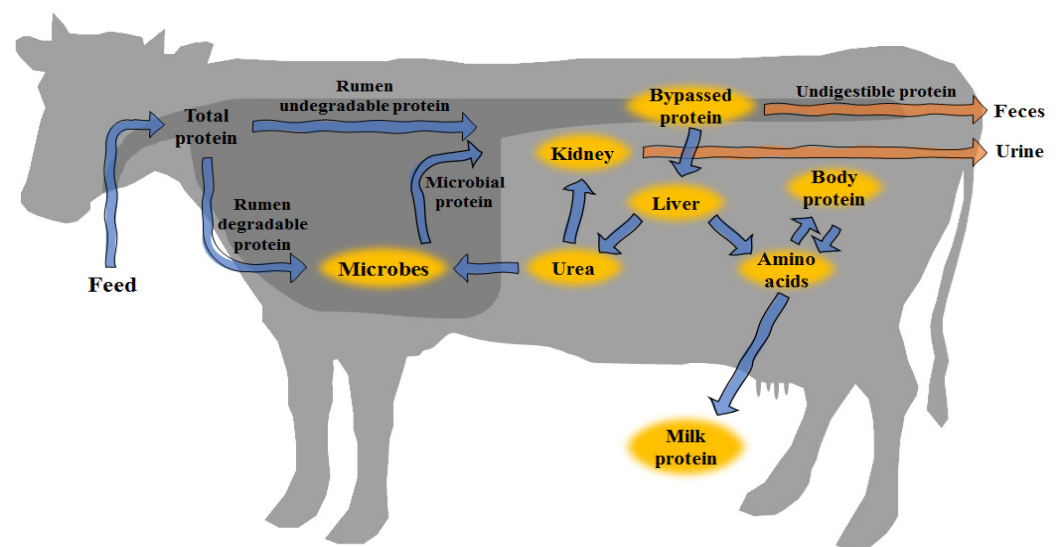 Feed
Total
protein
Rumen
undegradable protein
Rumen
degradable
protein
Microbes
Microbial
protein
Bypassed
protein
Undigestible protein
Feces
Kidney
Urine
Liver
Body
protein
Urea
Amino
acids
Milk
protein